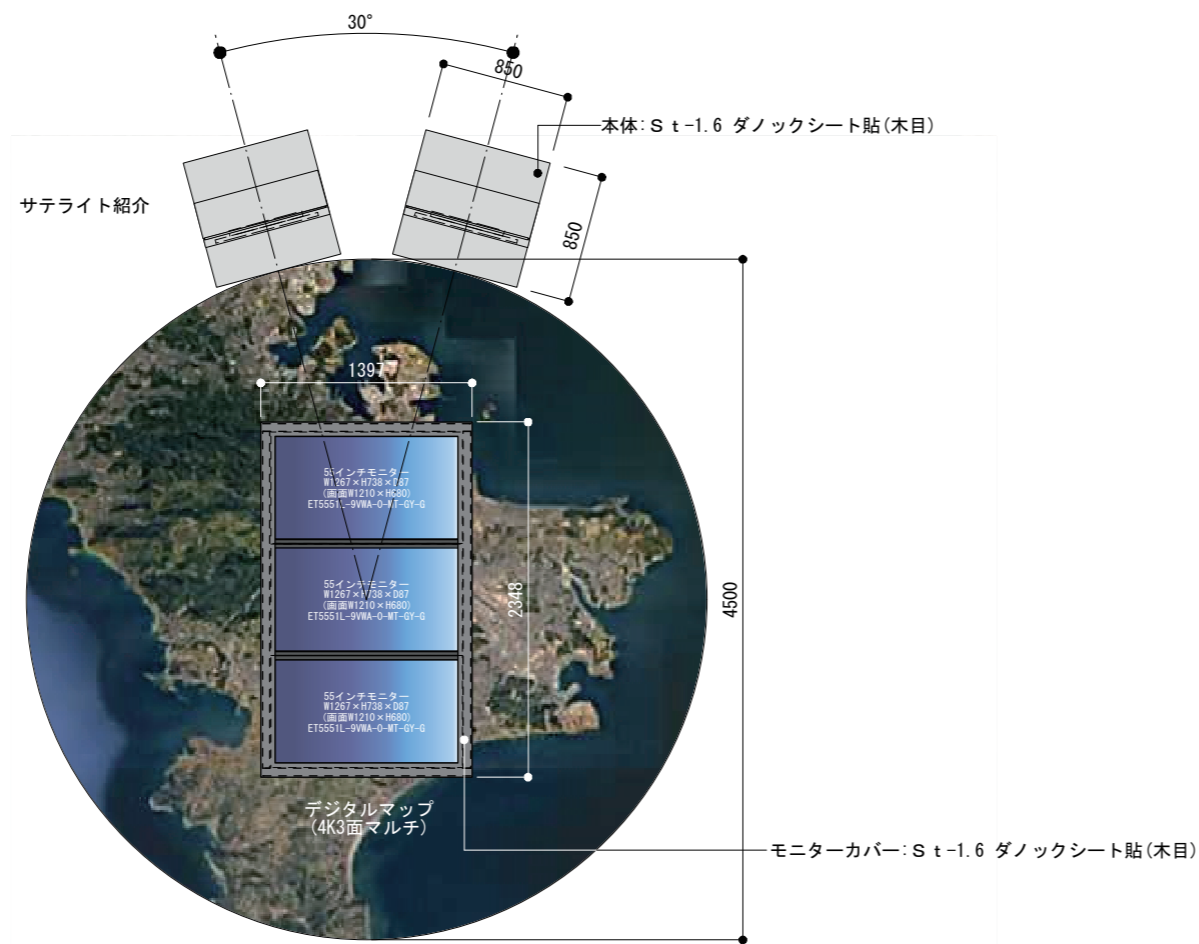 30°
850
本体:Ｓｔ-1.6 ダノックシート貼(木目)
サテライト紹介
850
1397
55インチモニター
W1267×H738×D87
(画面W1210×H680)
ET5551L-9VWA-0-MT-GY-G
55インチモニター
W1267×H738×D87
(画面W1210×H680)
ET5551L-9VWA-0-MT-GY-G
2348
4500
55インチモニター
W1267×H738×D87
(画面W1210×H680)
ET5551L-9VWA-0-MT-GY-G
デジタルマップ
(4K3面マルチ)
モニターカバー:Ｓｔ-1.6 ダノックシート貼(木目)